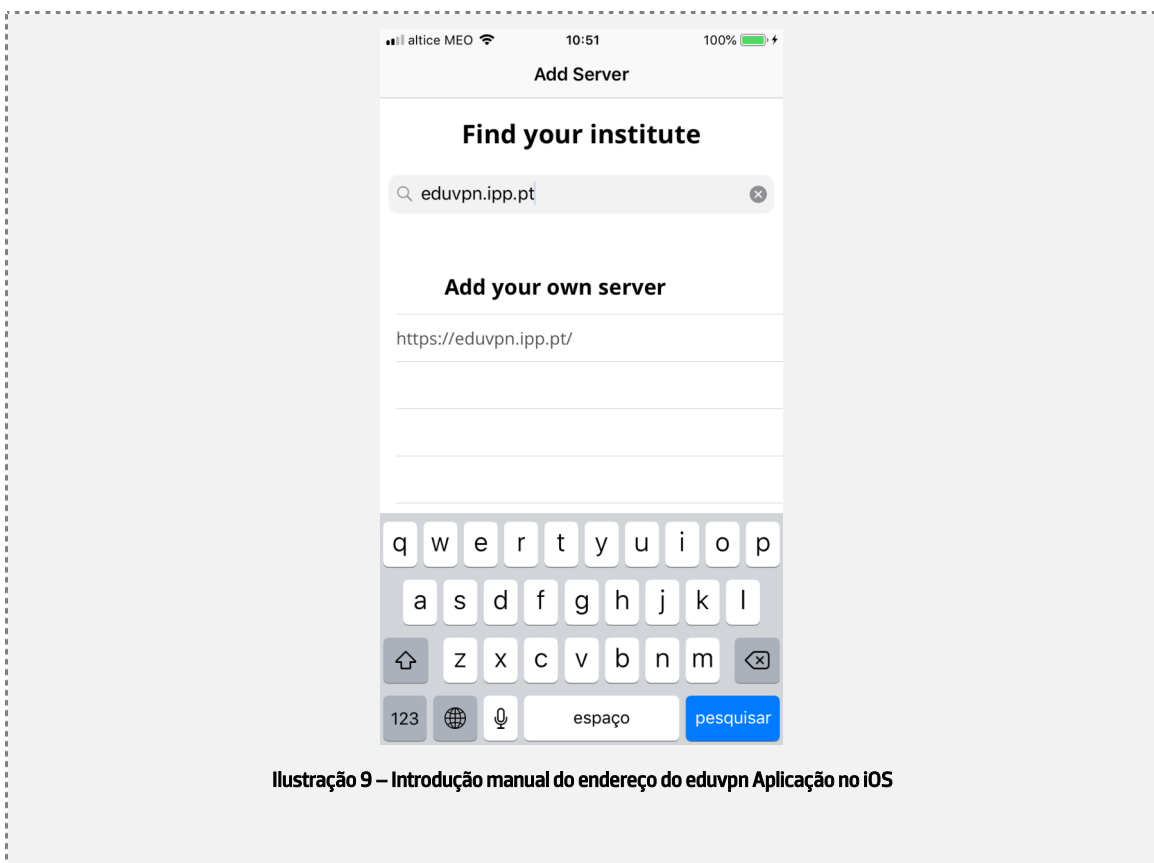 altice MEO 10:51 100%
Add Server
Find your institute
eduvpn.ipp.pt
Add your own server
https://eduvpn.ipp.pt/
q w e r t y u i o p
a s d f g h j k l
z x c v b n m
123 espaço pesquisar
Ilustração 9 – Introdução manual do endereço do eduvpn Aplicação no iOS